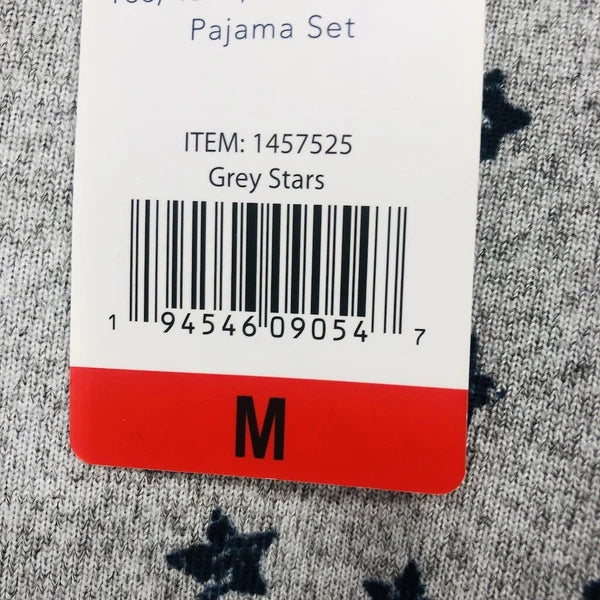 Pajama Set
ITEM: 1457525
Grey Stars
1 94546 09054 7
M